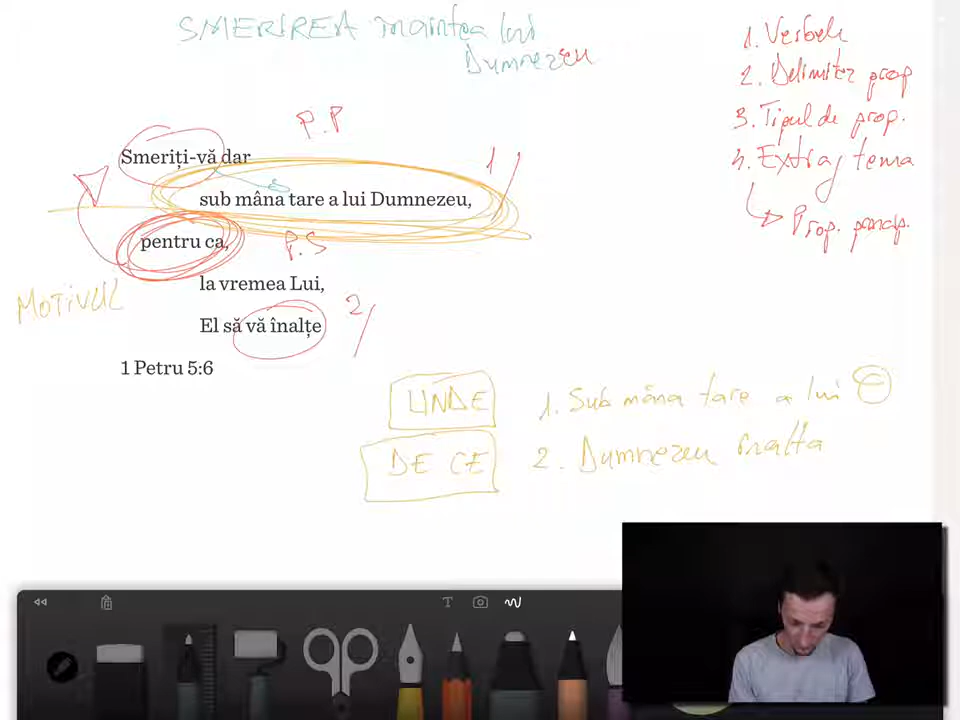 SMERIREA înaintea lui
Dumnezeu
1. Verbele
2. Delimitez prop
3. Tipul de prop.
4. Extrag tema
Prop. princip.
P.P
Smeriți-vă dar
1
sub mâna tare a lui Dumnezeu,
pentru ca,
P.S
la vremea Lui,
MOTIVUL
El să vă înalțe
2
1 Petru 5:6
UNDE
1. Sub mâna tare a lui
DE CE
2. Dumnezeu înalță
T